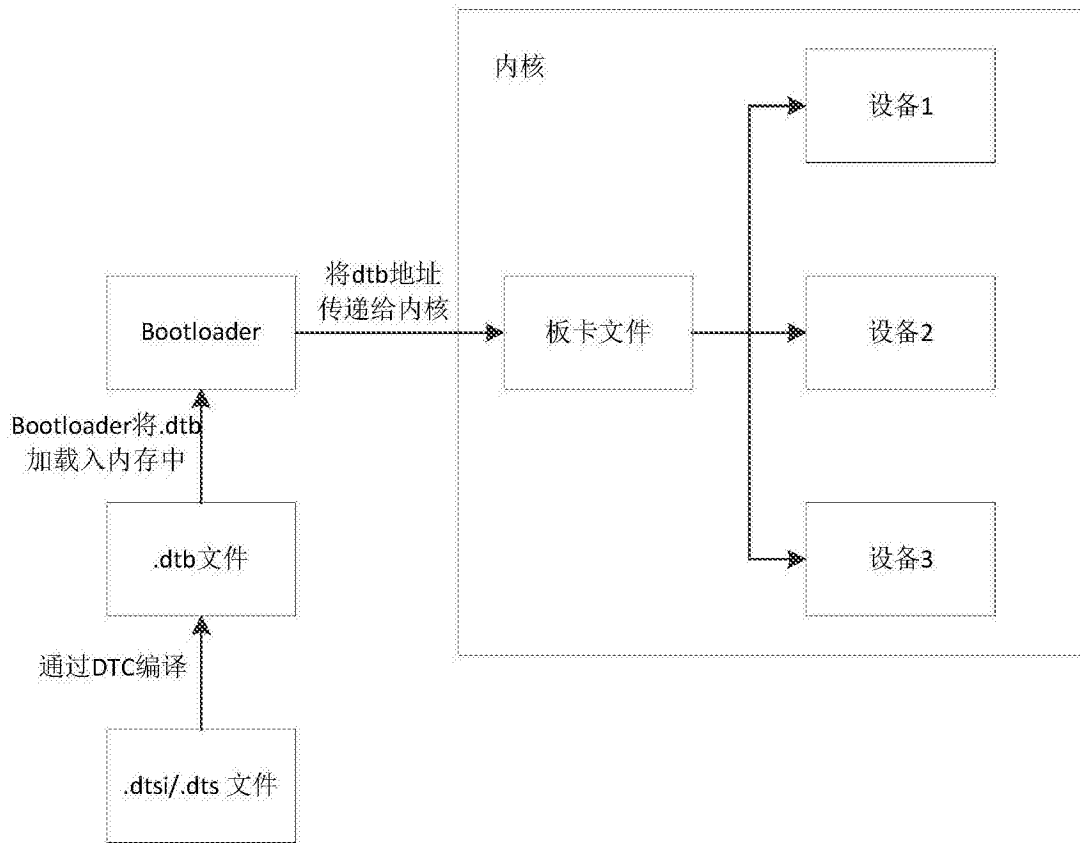 内核
设备1
将dtb地址
传递给内核
Bootloader
板卡文件
设备2
Bootloader将.dtb
加载入内存中
.dtb文件
设备3
通过DTC编译
.dtsi/.dts 文件